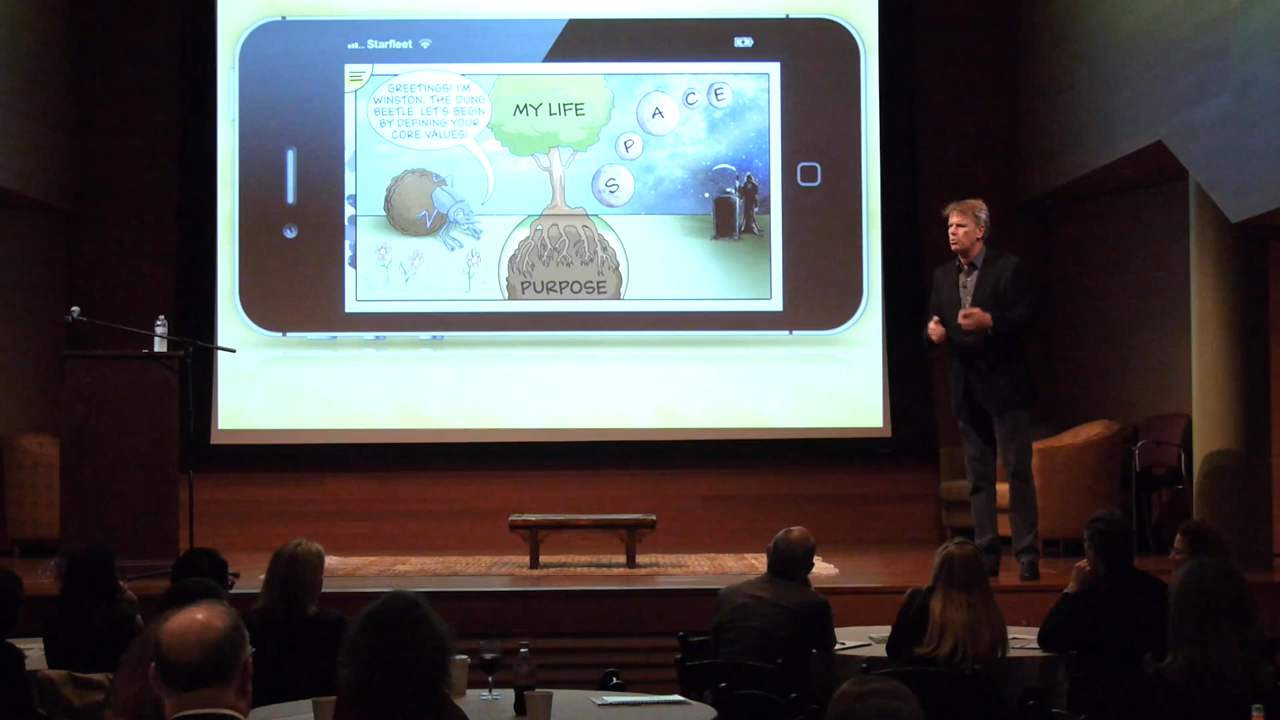 Starfleet
GREETINGS! I'M
WINSTON, THE DUNG
BEETLE. LET'S BEGIN
BY DEFINING YOUR
CORE VALUES!
MY LIFE
S P A C E
PURPOSE